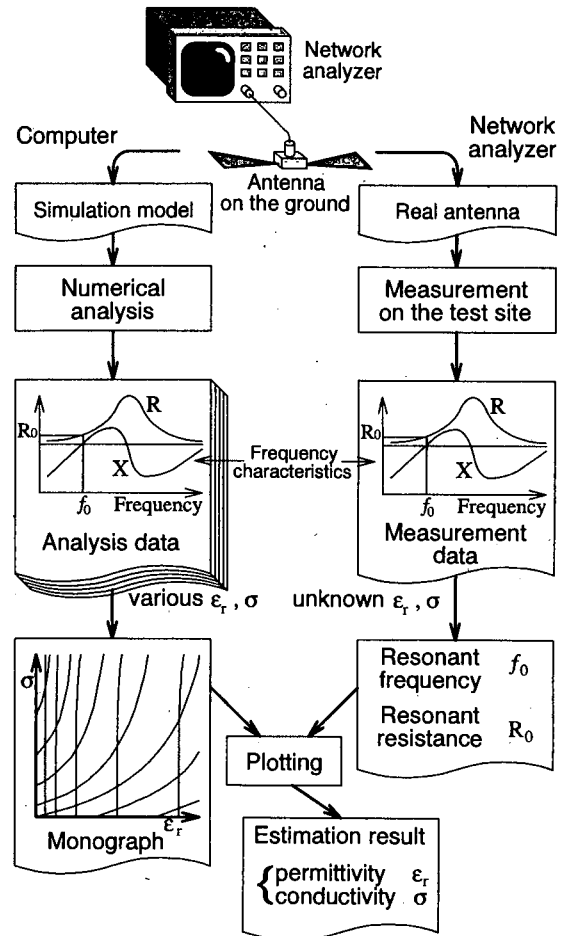 Network
analyzer
Computer
Network
analyzer
Antenna
on the ground
Simulation model
Real antenna
Numerical
analysis
Measurement
on the test site
R
R0
X
f0 Frequency
Analysis data
Frequency
characteristics
R
R0
X
f0 Frequency
Measurement
data
various εr , σ
unknown εr , σ
σ
εr
Monograph
Resonant
frequency f0
Resonant
resistance R0
Plotting
Estimation result
{ permittivity εr
conductivity σ